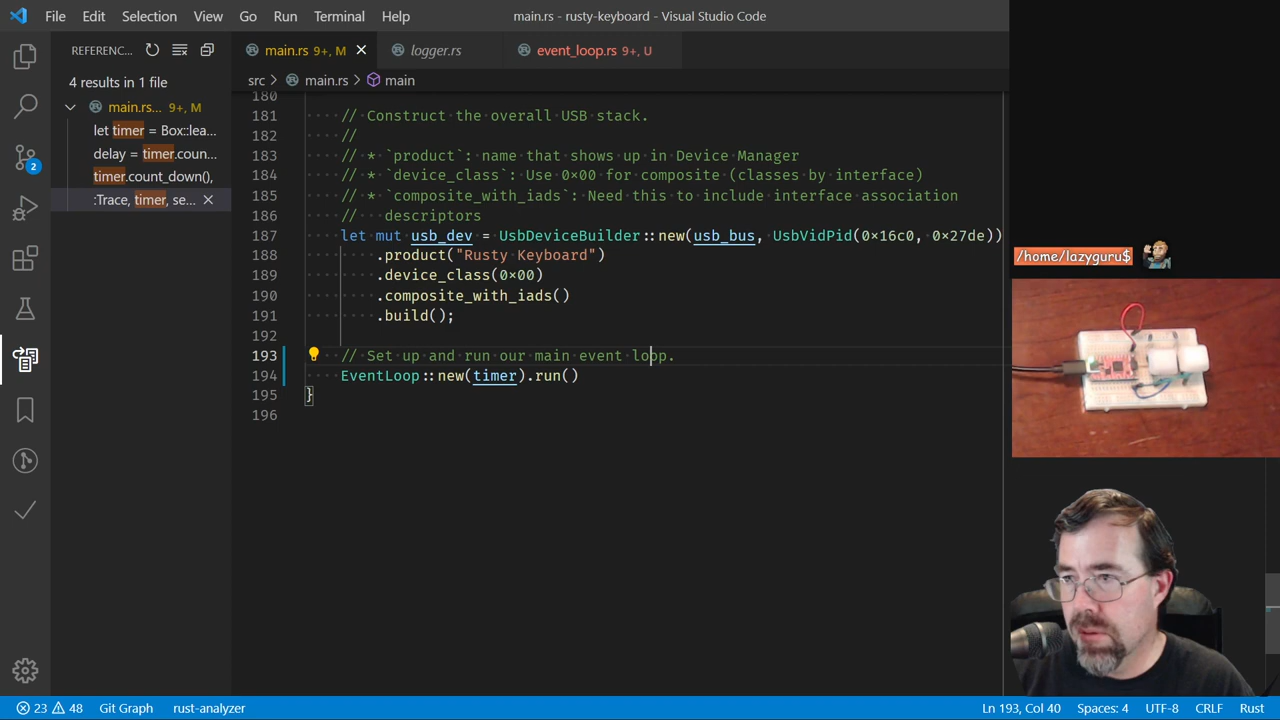 File Edit Selection View Go Run Terminal Help
main.rs - rusty-keyboard - Visual Studio Code
REFERENC...
4 results in 1 file
main.rs... 9+, M
let timer = Box::lea...
delay = timer.coun...
timer.count_down(),
:Trace, timer, se...
main.rs 9+, M
logger.rs
event_loop.rs 9+, U
src > main.rs > main
180
181 // Construct the overall USB stack.
182 //
183 // * `product`: name that shows up in Device Manager
184 // * `device_class`: Use 0x00 for composite (classes by interface)
185 // * `composite_with_iads`: Need this to include interface association
186 // descriptors
187 let mut usb_dev = UsbDeviceBuilder::new(usb_bus, UsbVidPid(0x16c0, 0x27de))
188 .product("Rusty Keyboard")
189 .device_class(0x00)
190 .composite_with_iads()
191 .build();
192
193 // Set up and run our main event loop.
194 EventLoop::new(timer).run()
195 }
196
/home/lazyguru$
2
23 48 Git Graph rust-analyzer
Ln 193, Col 40 Spaces: 4 UTF-8 CRLF Rust